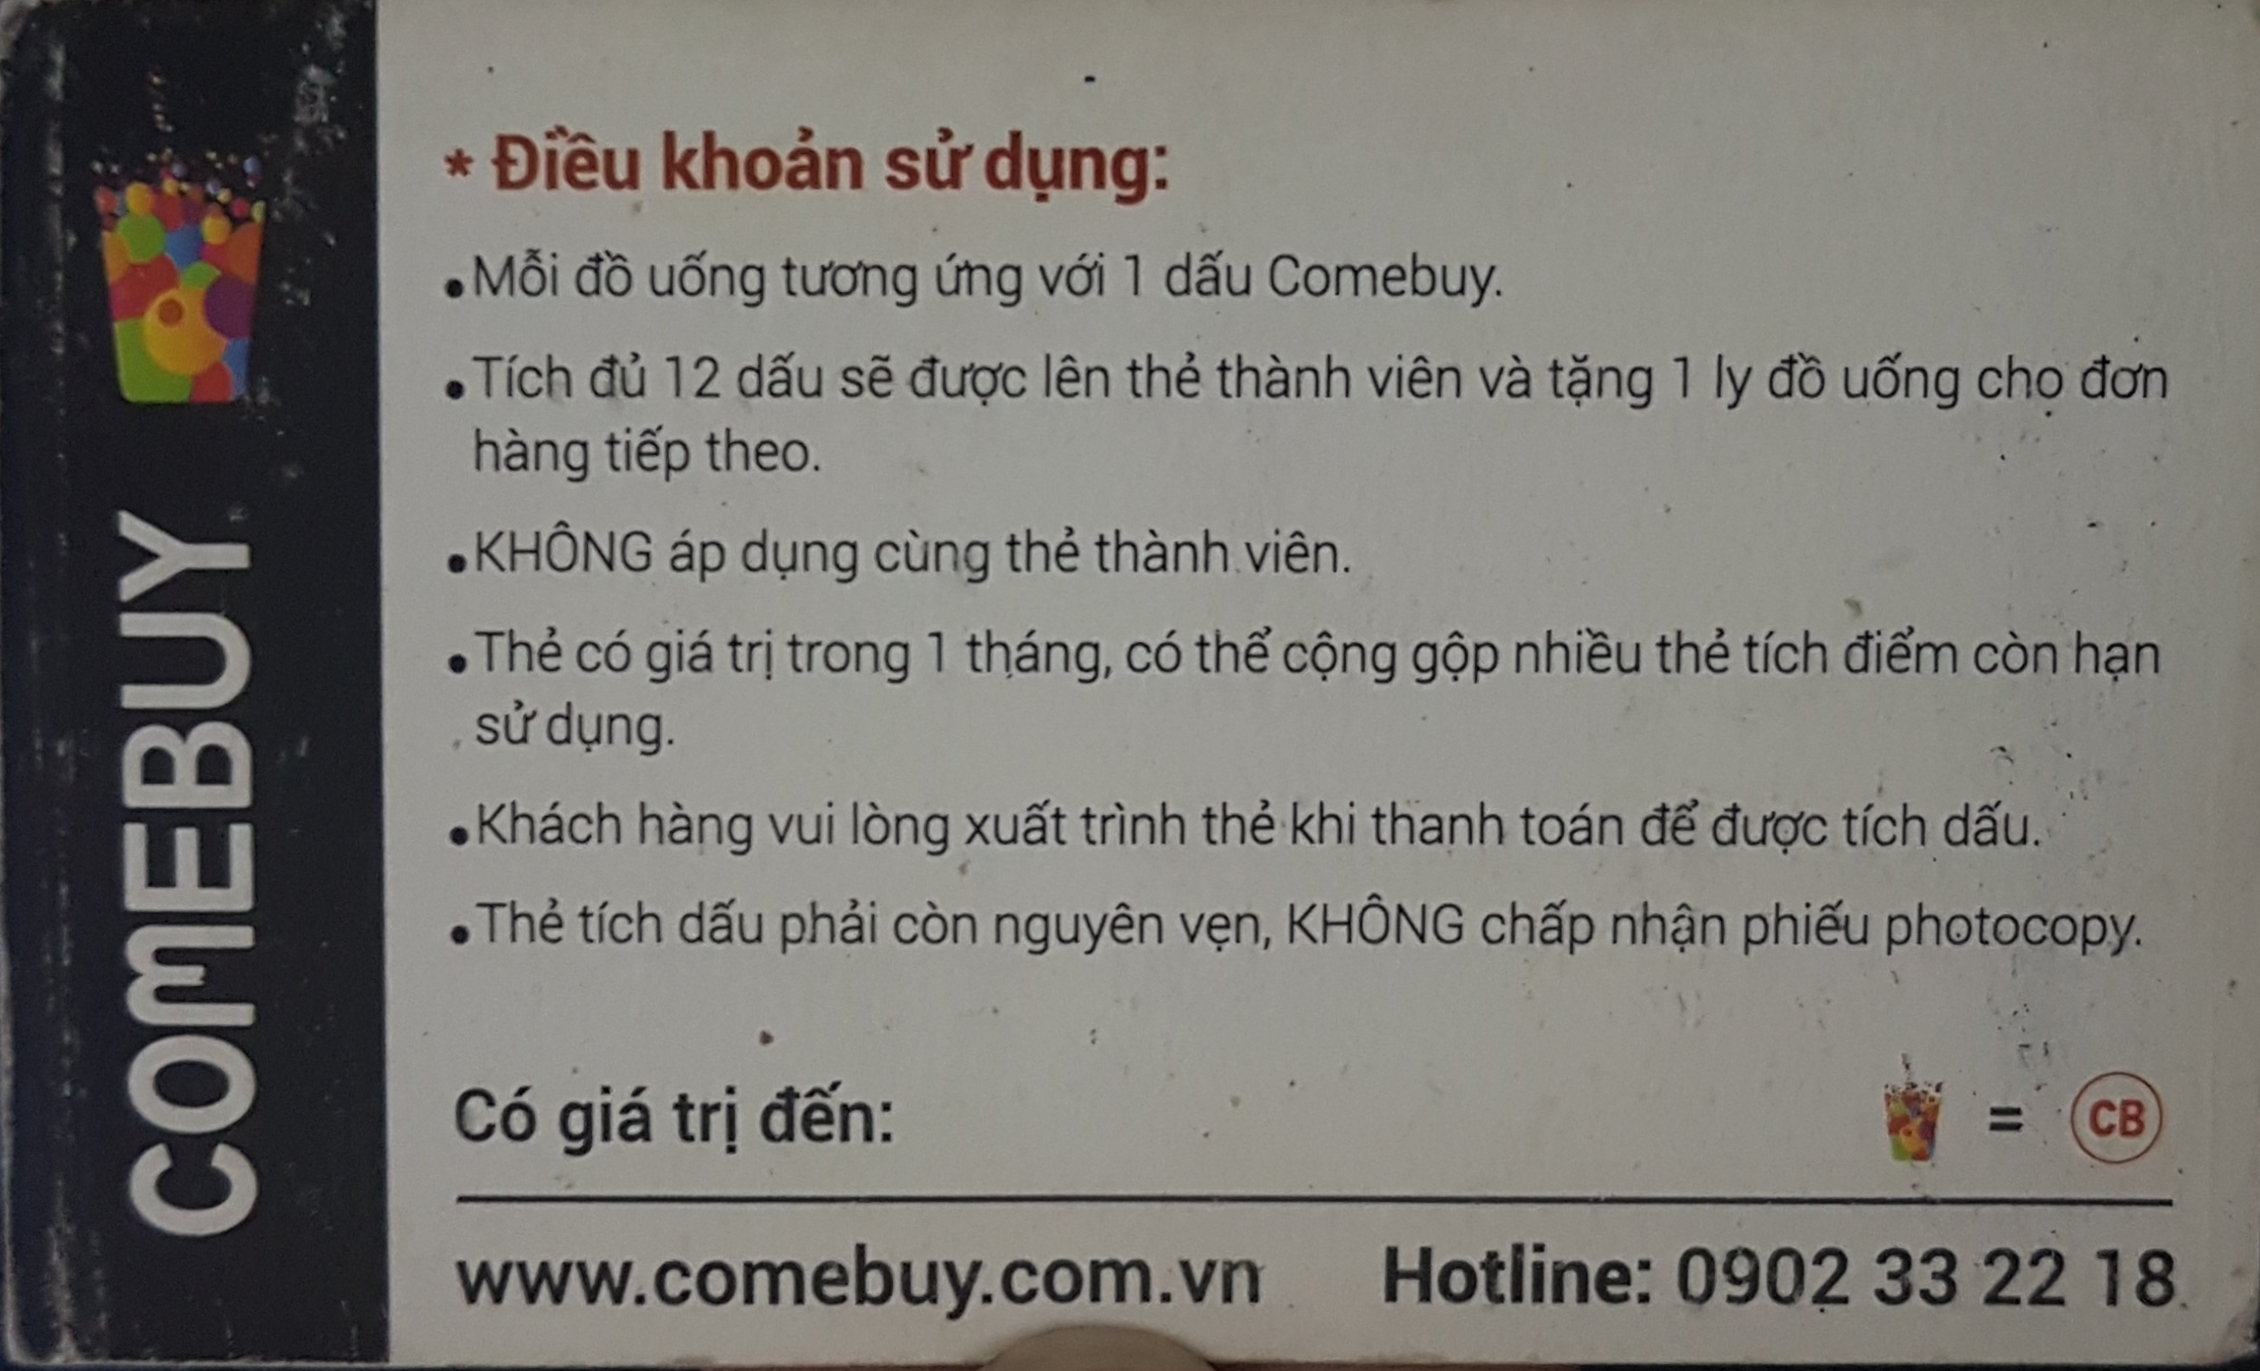 COMEBUY
* Điều khoản sử dụng:
• Mỗi đồ uống tương ứng với 1 dấu Comebuy.
• Tích đủ 12 dấu sẽ được lên thẻ thành viên và tặng 1 ly đồ uống cho đơn
hàng tiếp theo.
• KHÔNG áp dụng cùng thẻ thành viên.
• Thẻ có giá trị trong 1 tháng, có thể cộng gộp nhiều thẻ tích điểm còn hạn
sử dụng.
• Khách hàng vui lòng xuất trình thẻ khi thanh toán để được tích dấu.
• Thẻ tích dấu phải còn nguyên vẹn, KHÔNG chấp nhận phiếu photocopy.
Có giá trị đến: = CB
www.comebuy.com.vn Hotline: 0902 33 22 18